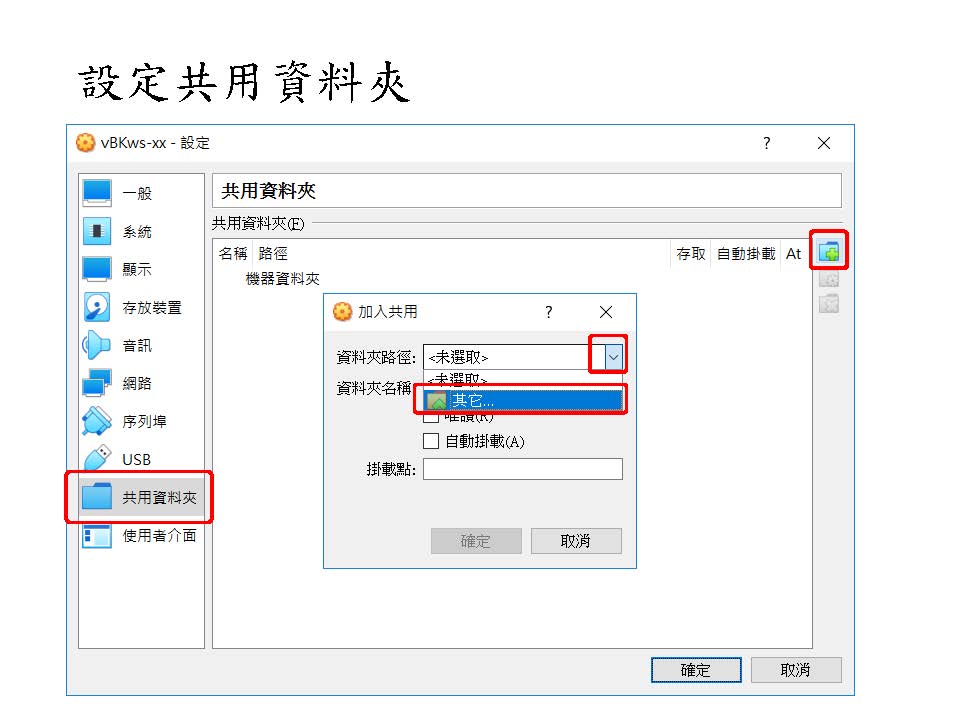 設定共用資料夾
vBKws-xx - 設定
?
一般
系統
顯示
存放裝置
音訊
網路
序列埠
USB
共用資料夾
使用者介面
共用資料夾
共用資料夾(F)
名稱 路徑 存取 自動掛載 At
機器資料夾
加入共用
?
資料夾路徑: <未選取>
<未選取>
資料夾名稱
其它...
唯讀(R)
自動掛載(A)
掛載點:
確定 取消
確定 取消